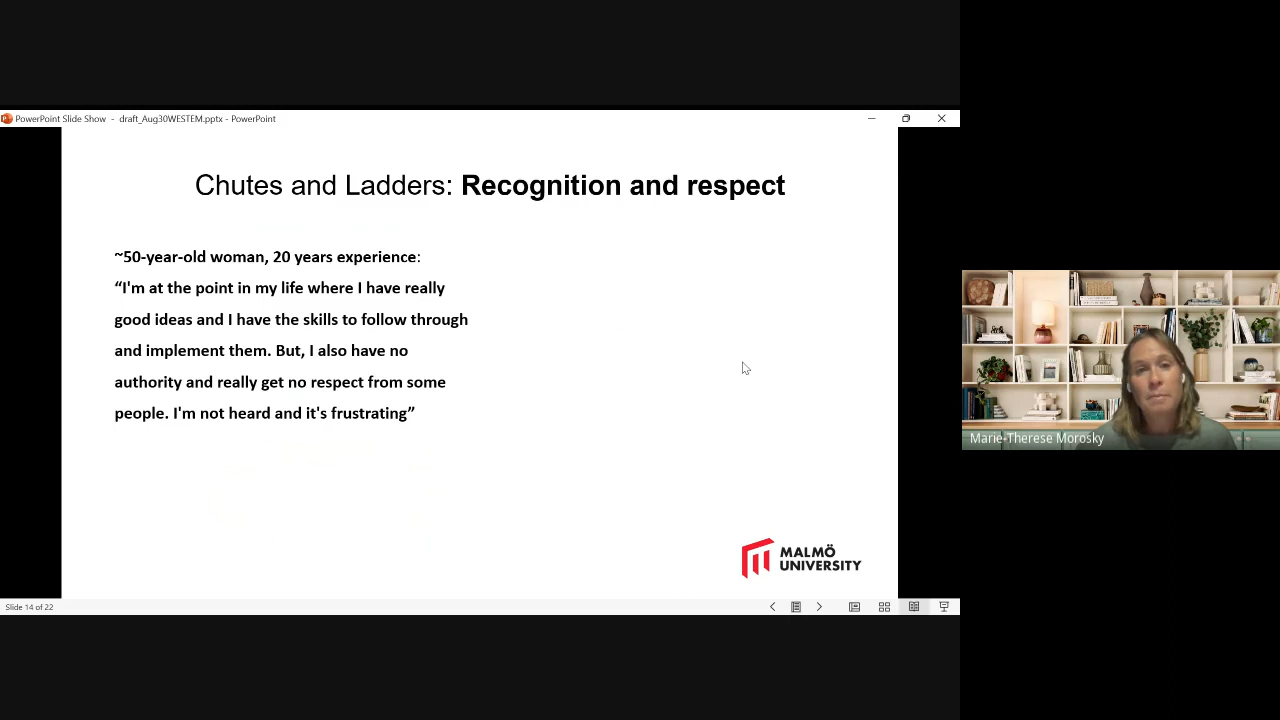 PowerPoint Slide Show - draft_Aug30WESTEM.pptx - PowerPoint
Chutes and Ladders: Recognition and respect
~50-year-old woman, 20 years experience:
“I'm at the point in my life where I have really
good ideas and I have the skills to follow through
and implement them. But, I also have no
authority and really get no respect from some
people. I'm not heard and it's frustrating”
MALMÖ
UNIVERSITY
Slide 14 of 22
Marie-Therese Morosky